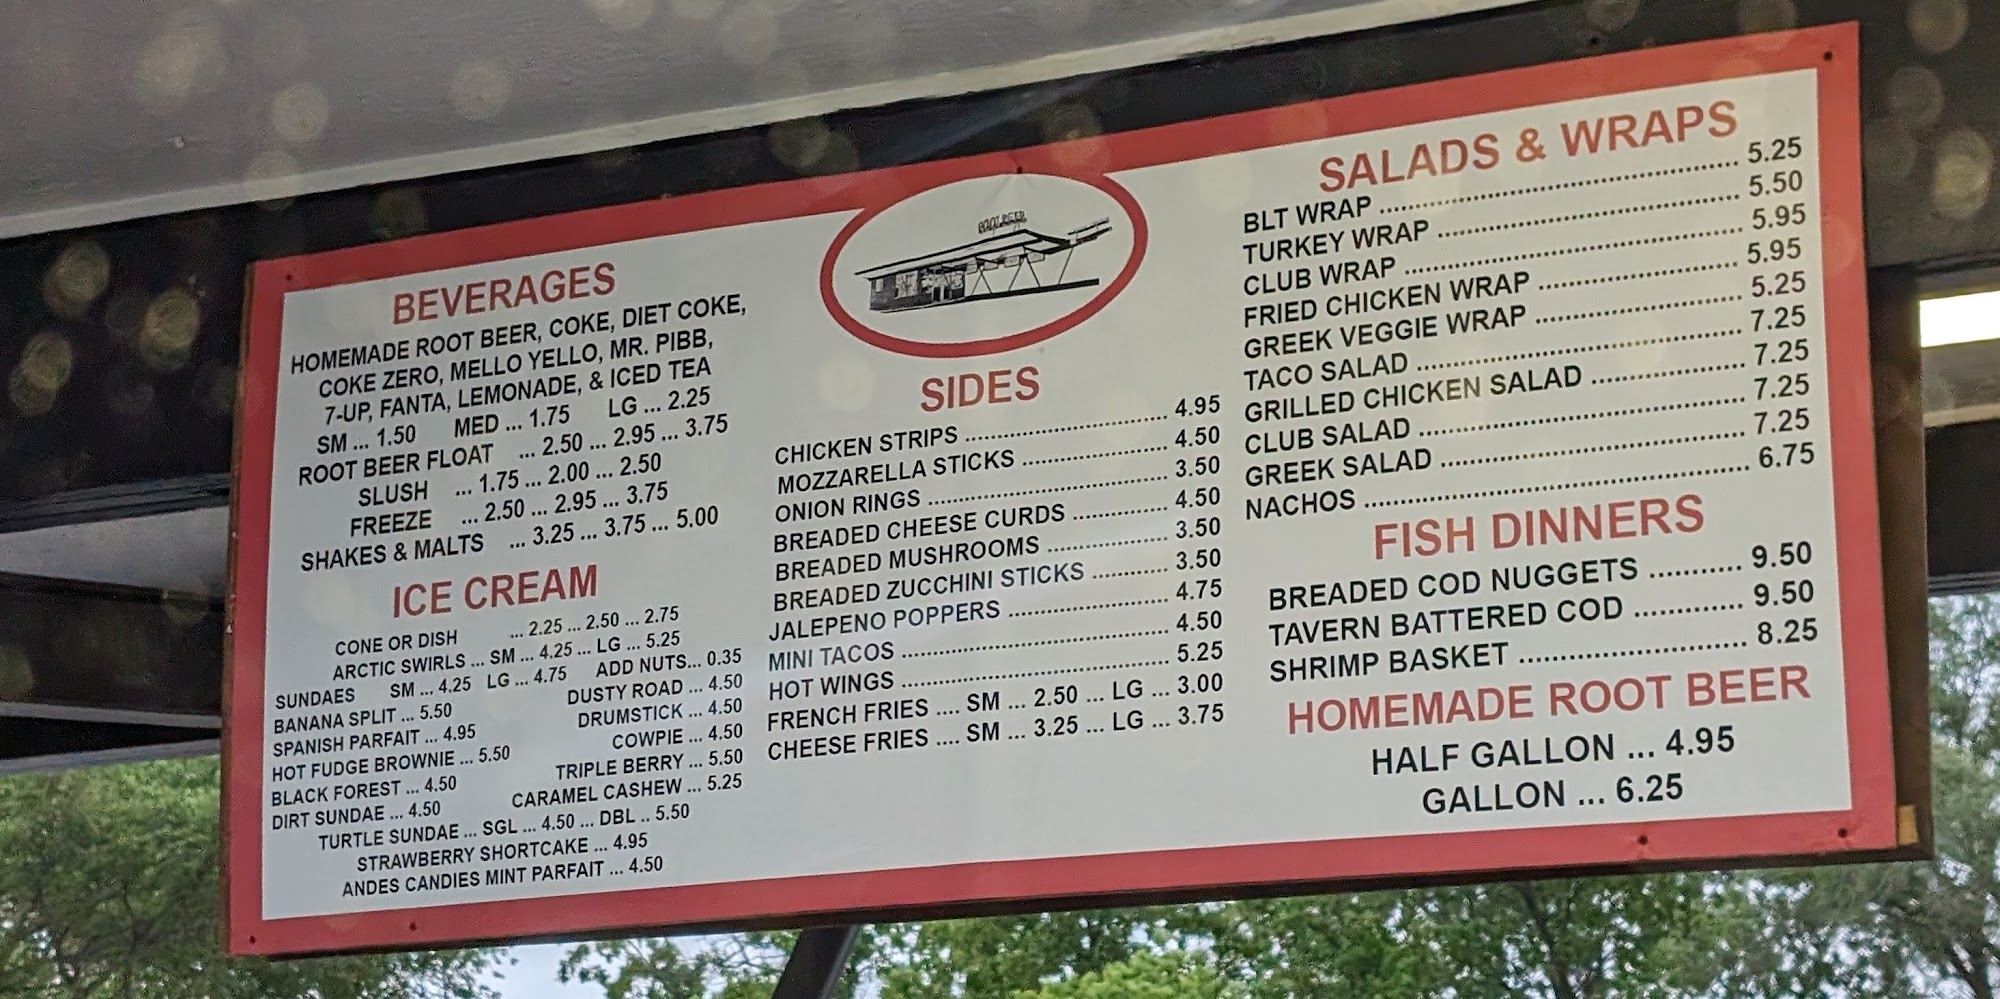 BEVERAGES
HOMEMADE ROOT BEER, COKE, DIET COKE,
COKE ZERO, MELLO YELLO, MR. PIBB,
7-UP, FANTA, LEMONADE, & ICED TEA
SM ... 1.50 MED ... 1.75 LG ... 2.25
ROOT BEER FLOAT ... 2.50 ... 2.95 ... 3.75
SLUSH ... 1.75 ... 2.00 ... 2.50
FREEZE ... 2.50 ... 2.95 ... 3.75
SHAKES & MALTS ... 3.25 ... 3.75 ... 5.00
ICE CREAM
CONE OR DISH ... 2.25 ... 2.50 ... 2.75
ARCTIC SWIRLS ... SM ... 4.25 ... LG ... 5.25
SUNDAES SM ... 4.25 LG ... 4.75 ADD NUTS... 0.35
BANANA SPLIT ... 5.50 DUSTY ROAD ... 4.50
SPANISH PARFAIT ... 4.95 DRUMSTICK ... 4.50
HOT FUDGE BROWNIE ... 5.50 COWPIE ... 4.50
BLACK FOREST ... 4.50 TRIPLE BERRY ... 5.50
DIRT SUNDAE ... 4.50 CARAMEL CASHEW ... 5.25
TURTLE SUNDAE ... SGL ... 4.50 ... DBL .. 5.50
STRAWBERRY SHORTCAKE ... 4.95
ANDES CANDIES MINT PARFAIT ... 4.50
ROOT BEER
SIDES
CHICKEN STRIPS ........................... 4.95
MOZZARELLA STICKS ................... 4.50
ONION RINGS ................................ 3.50
BREADED CHEESE CURDS ............ 4.50
BREADED MUSHROOMS ............... 3.50
BREADED ZUCCHINI STICKS .......... 3.50
JALEPENO POPPERS ..................... 4.75
MINI TACOS ................................... 4.50
HOT WINGS ................................... 5.25
FRENCH FRIES .... SM ... 2.50 ... LG ... 3.00
CHEESE FRIES .... SM ... 3.25 ... LG ... 3.75
SALADS & WRAPS
BLT WRAP ........................................ 5.25
TURKEY WRAP .................................. 5.50
CLUB WRAP ...................................... 5.95
FRIED CHICKEN WRAP ...................... 5.95
GREEK VEGGIE WRAP ....................... 5.25
TACO SALAD .................................... 7.25
GRILLED CHICKEN SALAD ................. 7.25
CLUB SALAD .................................... 7.25
GREEK SALAD .................................. 7.25
NACHOS ........................................... 6.75
FISH DINNERS
BREADED COD NUGGETS ........... 9.50
TAVERN BATTERED COD ............. 9.50
SHRIMP BASKET ......................... 8.25
HOMEMADE ROOT BEER
HALF GALLON ... 4.95
GALLON ... 6.25